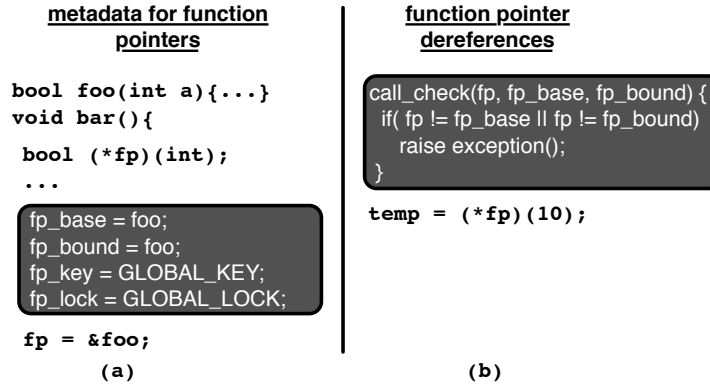 metadata for function
pointers
bool foo(int a){...}
void bar(){
bool (*fp)(int);
...
fp_base = foo;
fp_bound = foo;
fp_key = GLOBAL_KEY;
fp_lock = GLOBAL_LOCK;
fp = &foo;
(a)
function pointer
dereferences
call_check(fp, fp_base, fp_bound) {
if( fp != fp_base || fp != fp_bound)
raise exception();
}
temp = (*fp)(10);
(b)